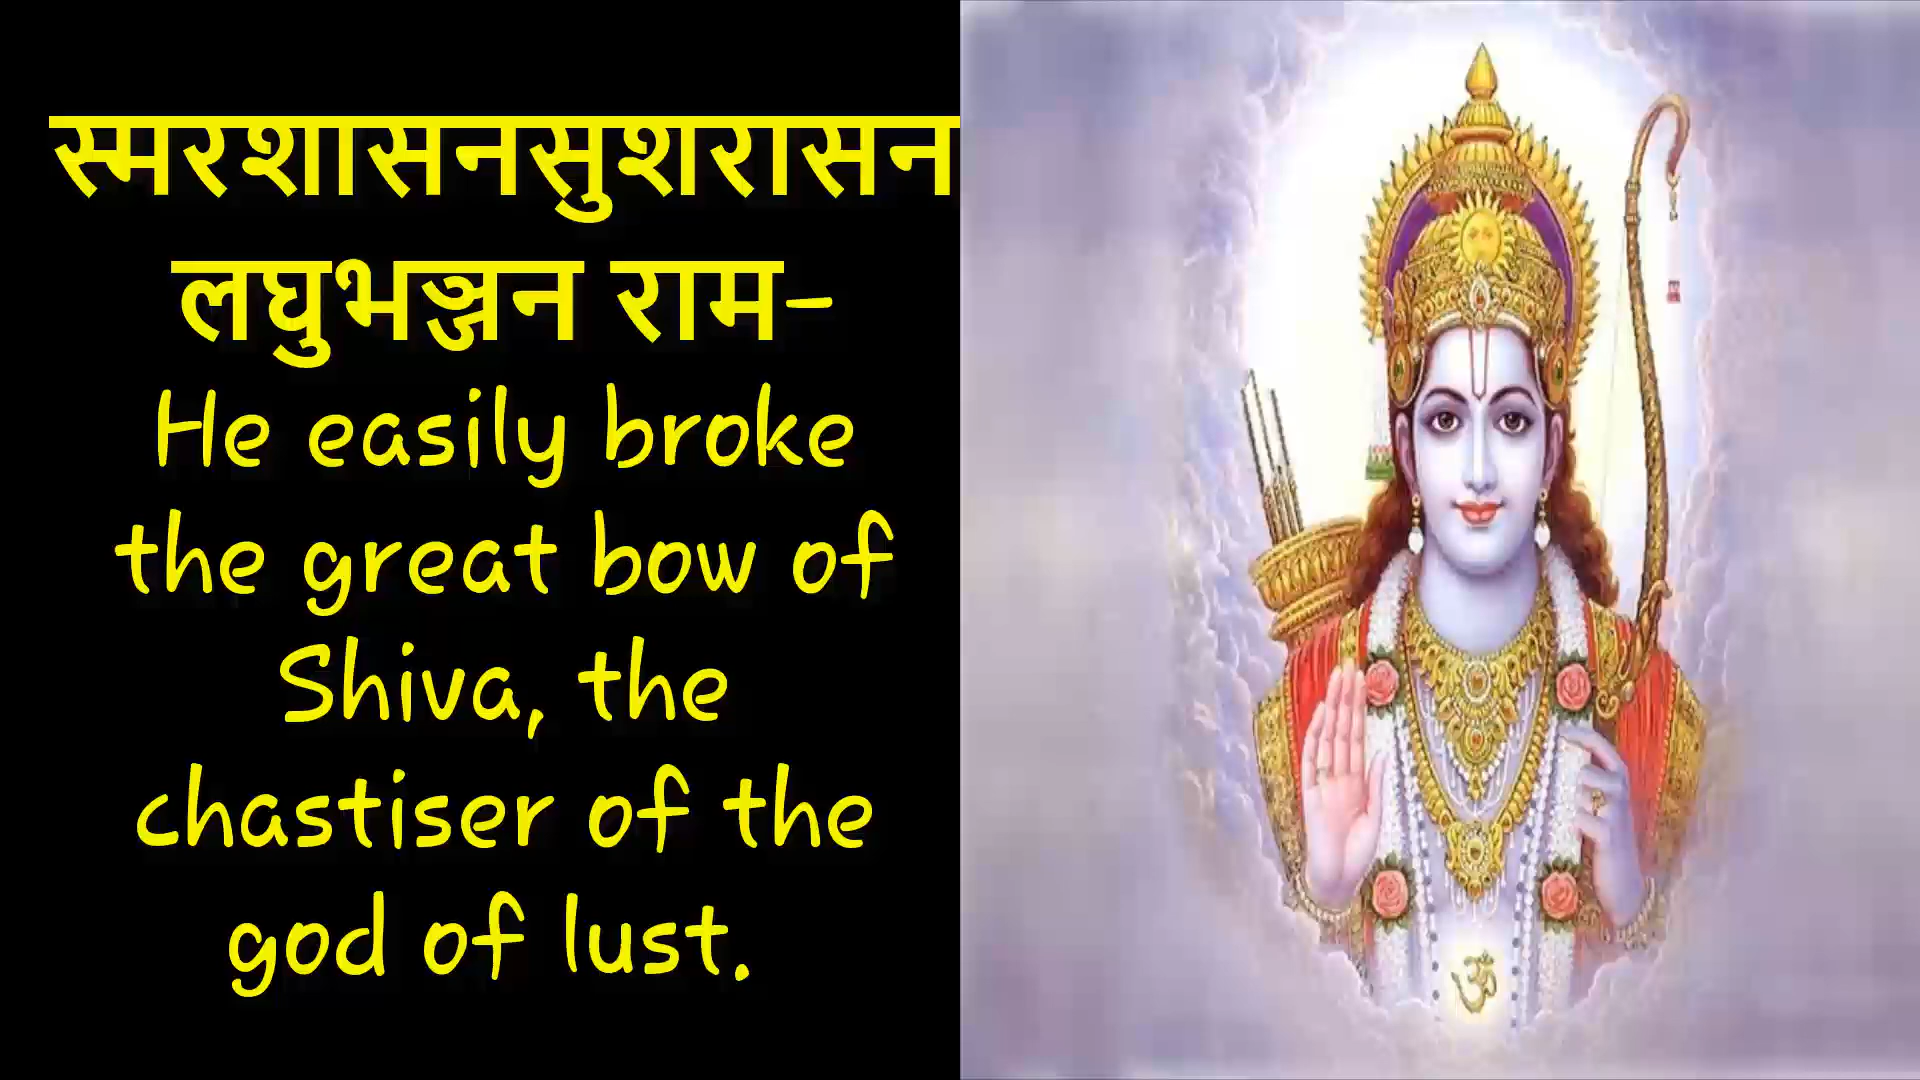 स्मरशासनसुशरासन
लघुभञ्जन राम-
He easily broke
the great bow of
Shiva, the
chastiser of the
god of lust.
ॐ